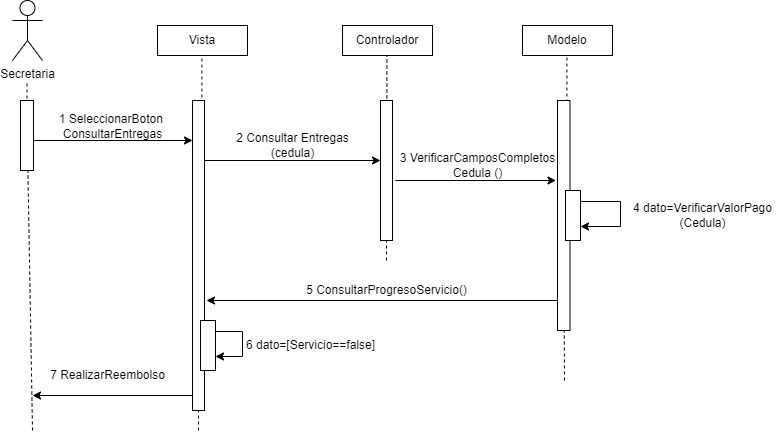 Secretaria
Vista
Controlador
Modelo
1 SeleccionarBoton
ConsultarEntregas
2 Consultar Entregas
(cedula)
3 VerificarCamposCompletos
Cedula ()
4 dato=VerificarValorPago
(Cedula)
5 ConsultarProgresoServicio()
6 dato=[Servicio==false]
7 RealizarReembolso